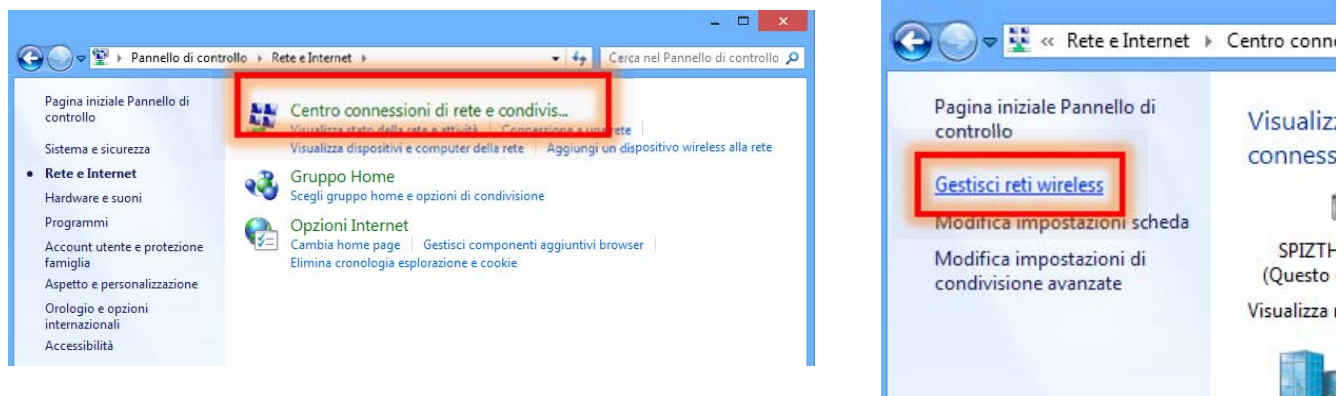 Pannello di controllo Rete e Internet
Cerca nel Pannello di controllo
Pagina iniziale Pannello di
controllo
Sistema e sicurezza
Rete e Internet
Hardware e suoni
Programmi
Account utente e protezione
famiglia
Aspetto e personalizzazione
Orologio e opzioni
internazionali
Accessibilità
Centro connessioni di rete e condivis...
Visualizza stato della rete e attività Connessione a una rete
Visualizza dispositivi e computer della rete Aggiungi un dispositivo wireless alla rete
Gruppo Home
Scegli gruppo home e opzioni di condivisione
Opzioni Internet
Cambia home page Gestisci componenti aggiuntivi browser
Elimina cronologia esplorazione e cookie
« Rete e Internet Centro conne
Pagina iniziale Pannello di
controllo
Gestisci reti wireless
Modifica impostazioni scheda
Modifica impostazioni di
condivisione avanzate
Visualizz
conness
SPIZTH
(Questo
Visualizza